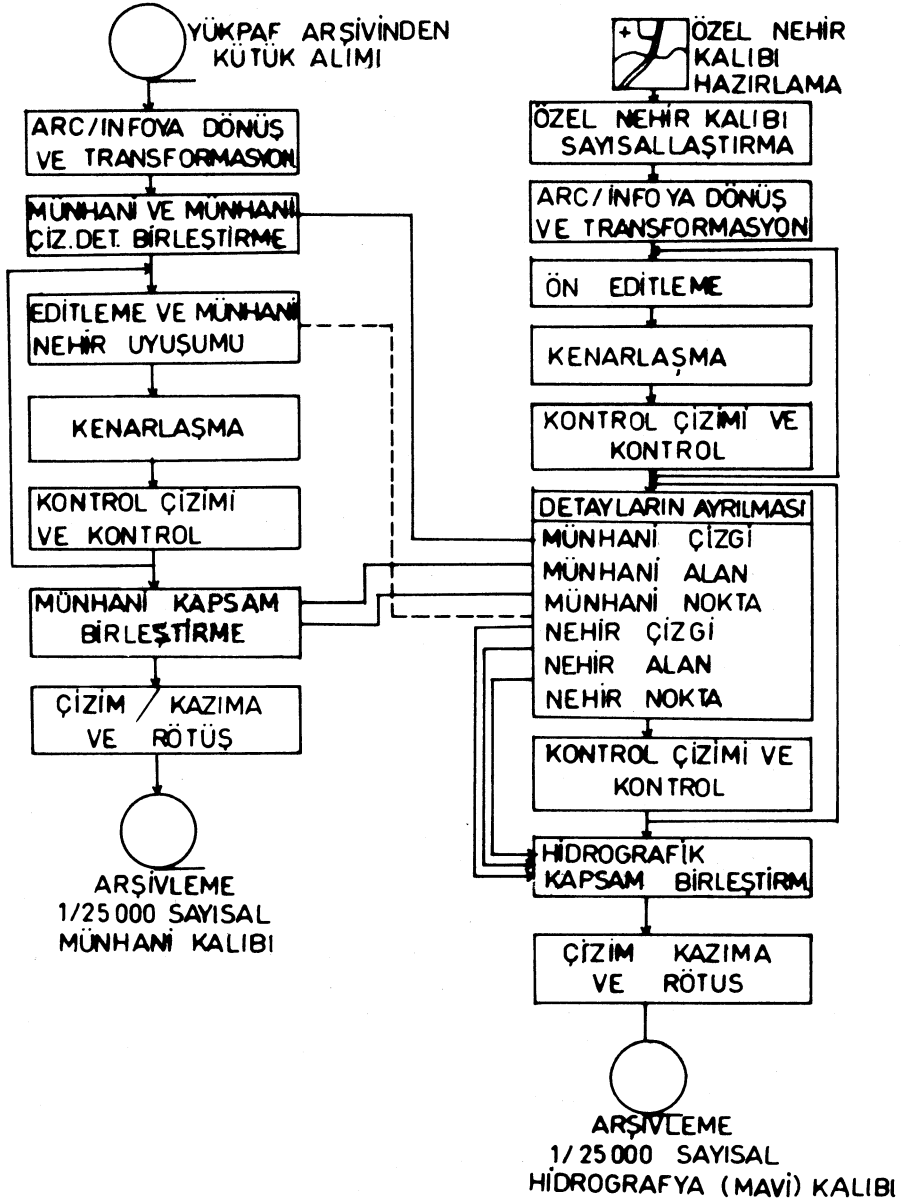 YÜKPAF ARŞİVİNDEN
KÜTÜK ALIMI
ARC/INFOYA DÖNÜŞ
VE TRANSFORMASYON
MÜNHANİ VE MÜNHANİ
ÇİZ.DET. BİRLEŞTİRME
EDİTLEME VE MÜNHANİ
NEHİR UYUŞUMU
KENARLAŞMA
KONTROL ÇİZİMİ
VE KONTROL
MÜNHANİ KAPSAM
BİRLEŞTİRME
ÇİZİM / KAZIMA
VE RÖTÜŞ
ARŞİVLEME
1/25000 SAYISAL
MÜNHANİ KALIBI
ÖZEL NEHİR
KALIBI
HAZIRLAMA
ÖZEL NEHİR KALIBI
SAYISALLAŞTIRMA
ARC/İNFO YA DÖNÜŞ
VE TRANSFORMASYON
ÖN EDİTLEME
KENARLAŞMA
KONTROL ÇİZİMİ VE
KONTROL
DETAYLARIN AYRILMASI
MÜNHANİ ÇİZGİ
MÜNHANİ ALAN
MÜNHANİ NOKTA
NEHİR ÇİZGİ
NEHİR ALAN
NEHİR NOKTA
KONTROL ÇİZİMİ VE
KONTROL
HİDROGRAFİK
KAPSAM BİRLEŞTİRM.
ÇİZİM KAZIMA
VE RÖTUS
ARŞİVLEME
1/25000 SAYISAL
HİDROGRAFYA (MAVİ) KALIBI